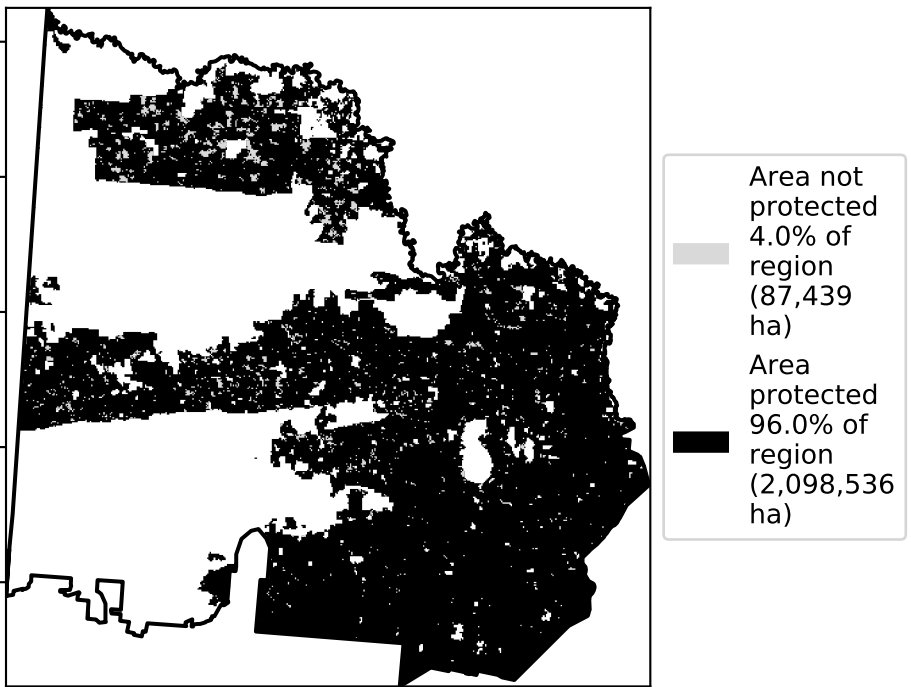 Area not
protected
4.0% of
region
(87,439
ha)
Area
protected
96.0% of
region
(2,098,536
ha)